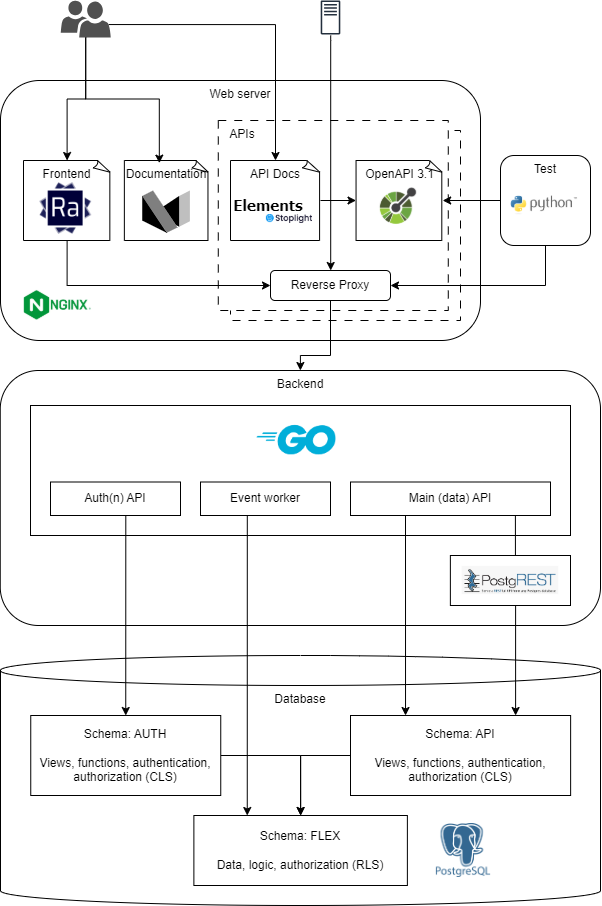 Web server
APIs
Frontend
Ra
Documentation
API Docs
Elements
Stoplight
OpenAPI 3.1
Test
python
Reverse Proxy
NGINX
Backend
GO
Auth(n) API
Event worker
Main (data) API
PostgREST
Database
Schema: AUTH
Views, functions, authentication,
authorization (CLS)
Schema: API
Views, functions, authentication,
authorization (CLS)
Schema: FLEX
Data, logic, authorization (RLS)
PostgreSQL